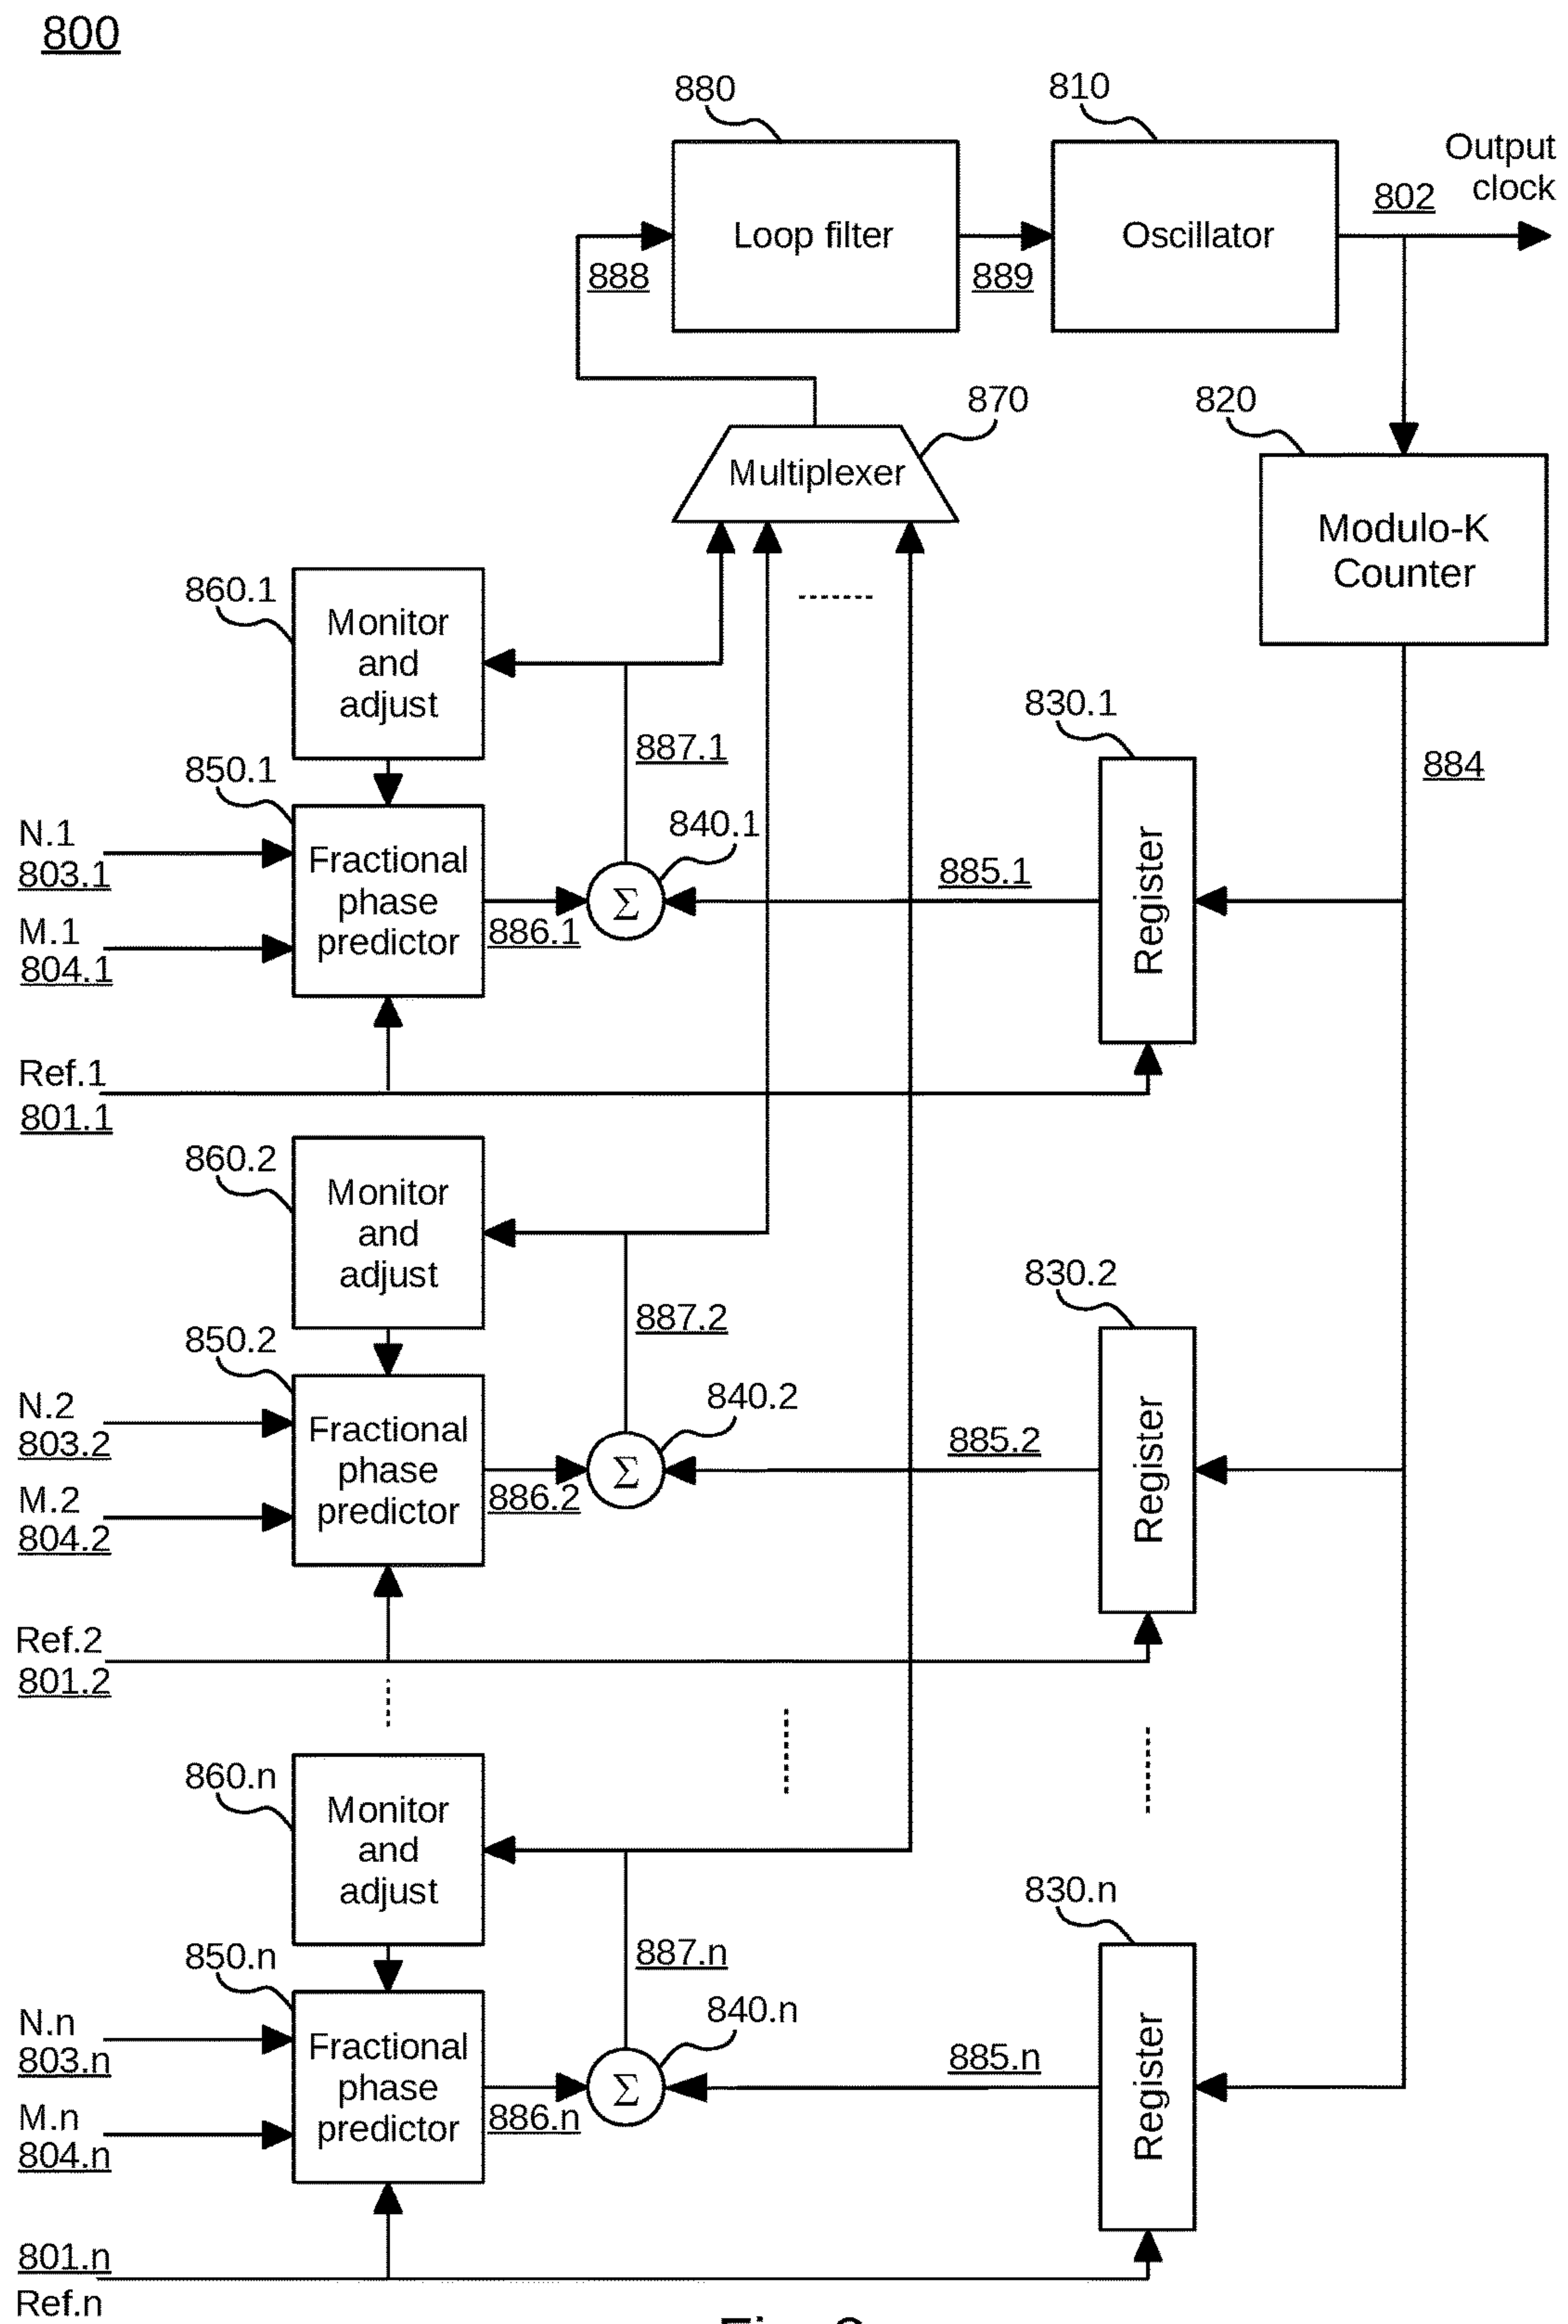 800
880
810
Output
clock
802
Loop filter
Oscillator
888
889
870
820
Multiplexer
Modulo-K
Counter
860.1
Monitor
and
adjust
830.1
887.1
884
850.1
840.1
N.1
803.1
Fractional
phase
predictor
885.1
Register
886.1
M.1
804.1
Σ
Ref.1
801.1
860.2
Monitor
and
adjust
830.2
887.2
850.2
840.2
N.2
803.2
Fractional
phase
predictor
885.2
Register
886.2
M.2
804.2
Σ
Ref.2
801.2
860.n
Monitor
and
adjust
830.n
887.n
850.n
840.n
N.n
803.n
Fractional
phase
predictor
885.n
Register
886.n
M.n
804.n
Σ
801.n
Ref.n